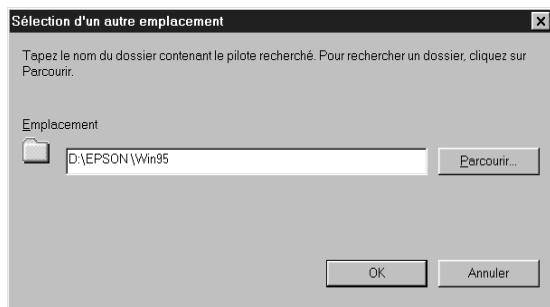 Sélection d'un autre emplacement
Tapez le nom du dossier contenant le pilote recherché. Pour rechercher un dossier, cliquez sur
Parcourir.
Emplacement
D:\EPSON \Win95
Parcourir...
OK
Annuler